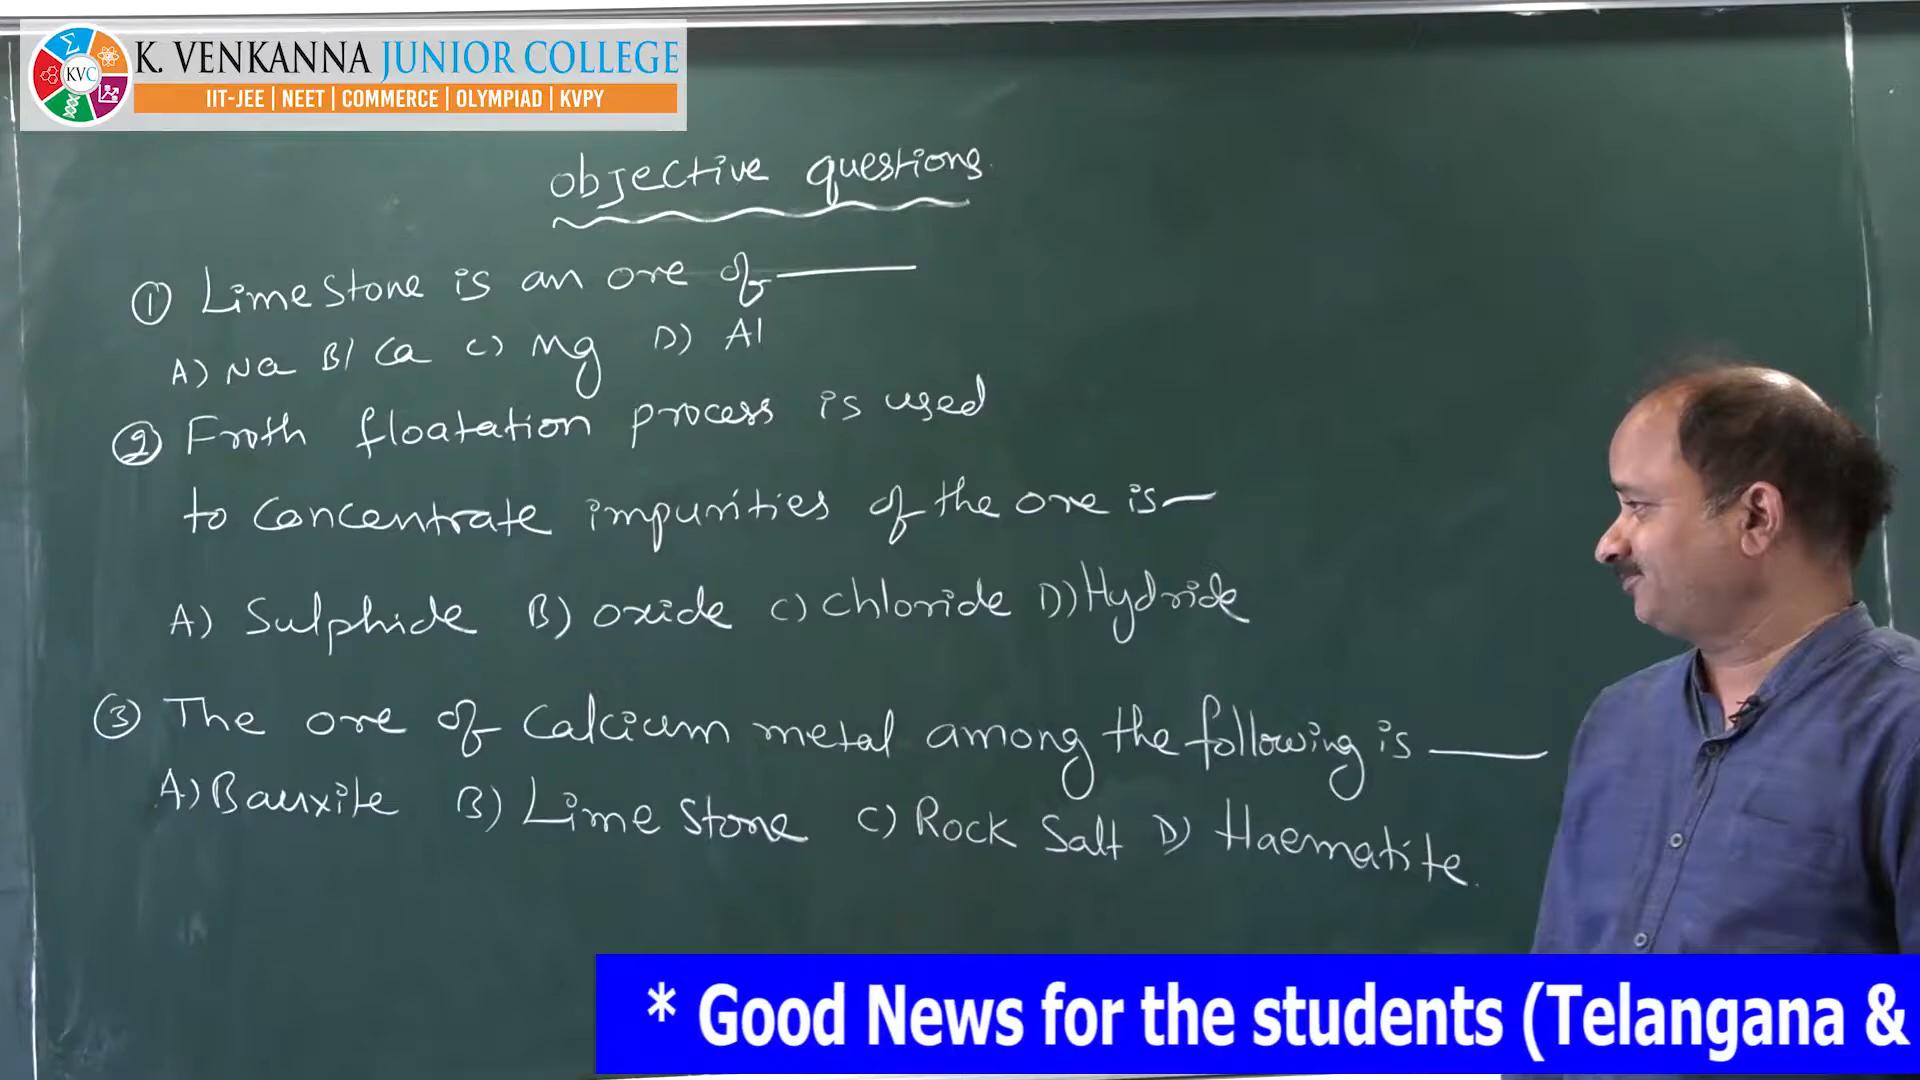 K. VENKANNA JUNIOR COLLEGE
KVC
IIT-JEE | NEET | COMMERCE | OLYMPIAD | KVPY
Objective questions.
① Lime stone is an ore of ———
A) Na B) Ca C) Mg D) Al
② Froth floatation process is used
to concentrate impurities of the ore is —
A) Sulphide B) oxide C) chloride D) Hydride
③ The ore of Calcium metal among the following is ———
A) Bauxite B) Lime stone C) Rock Salt D) Haematite.
* Good News for the students (Telangana &